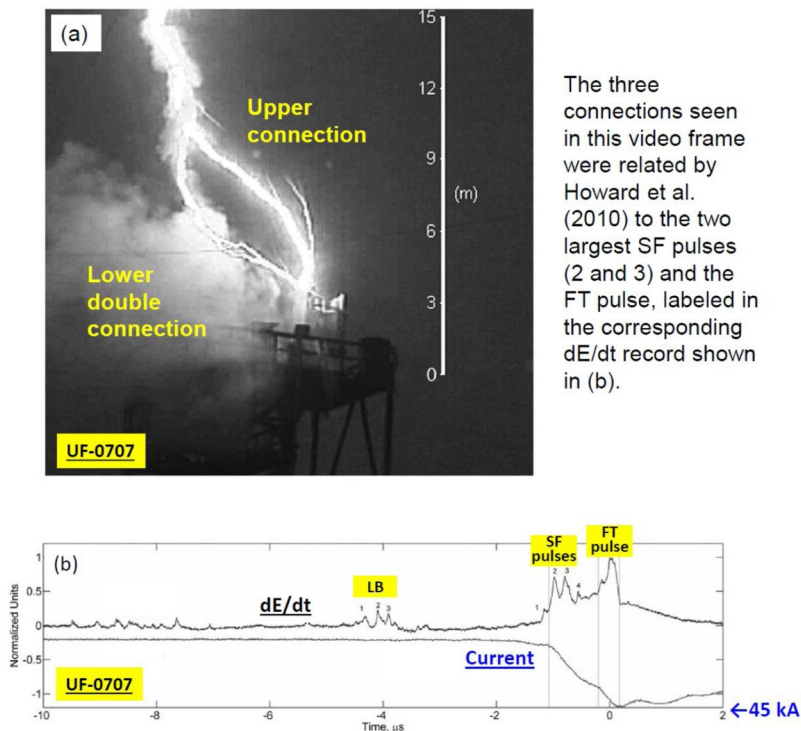 (a)
15
12
9
(m)
6
3
0
Upper
connection
Lower
double
connection
UF-0707
The three
connections seen
in this video frame
were related by
Howard et al.
(2010) to the two
largest SF pulses
(2 and 3) and the
FT pulse, labeled in
the corresponding
dE/dt record shown
in (b).
(b)
SF
pulses
FT
pulse
LB
1 2 3
1 2 3 4
dE/dt
Current
UF-0707
Normalized Units
1
0.5
0
-0.5
-1
-10 -8 -6 -4 -2 0 2
Time, µs
←45 kA